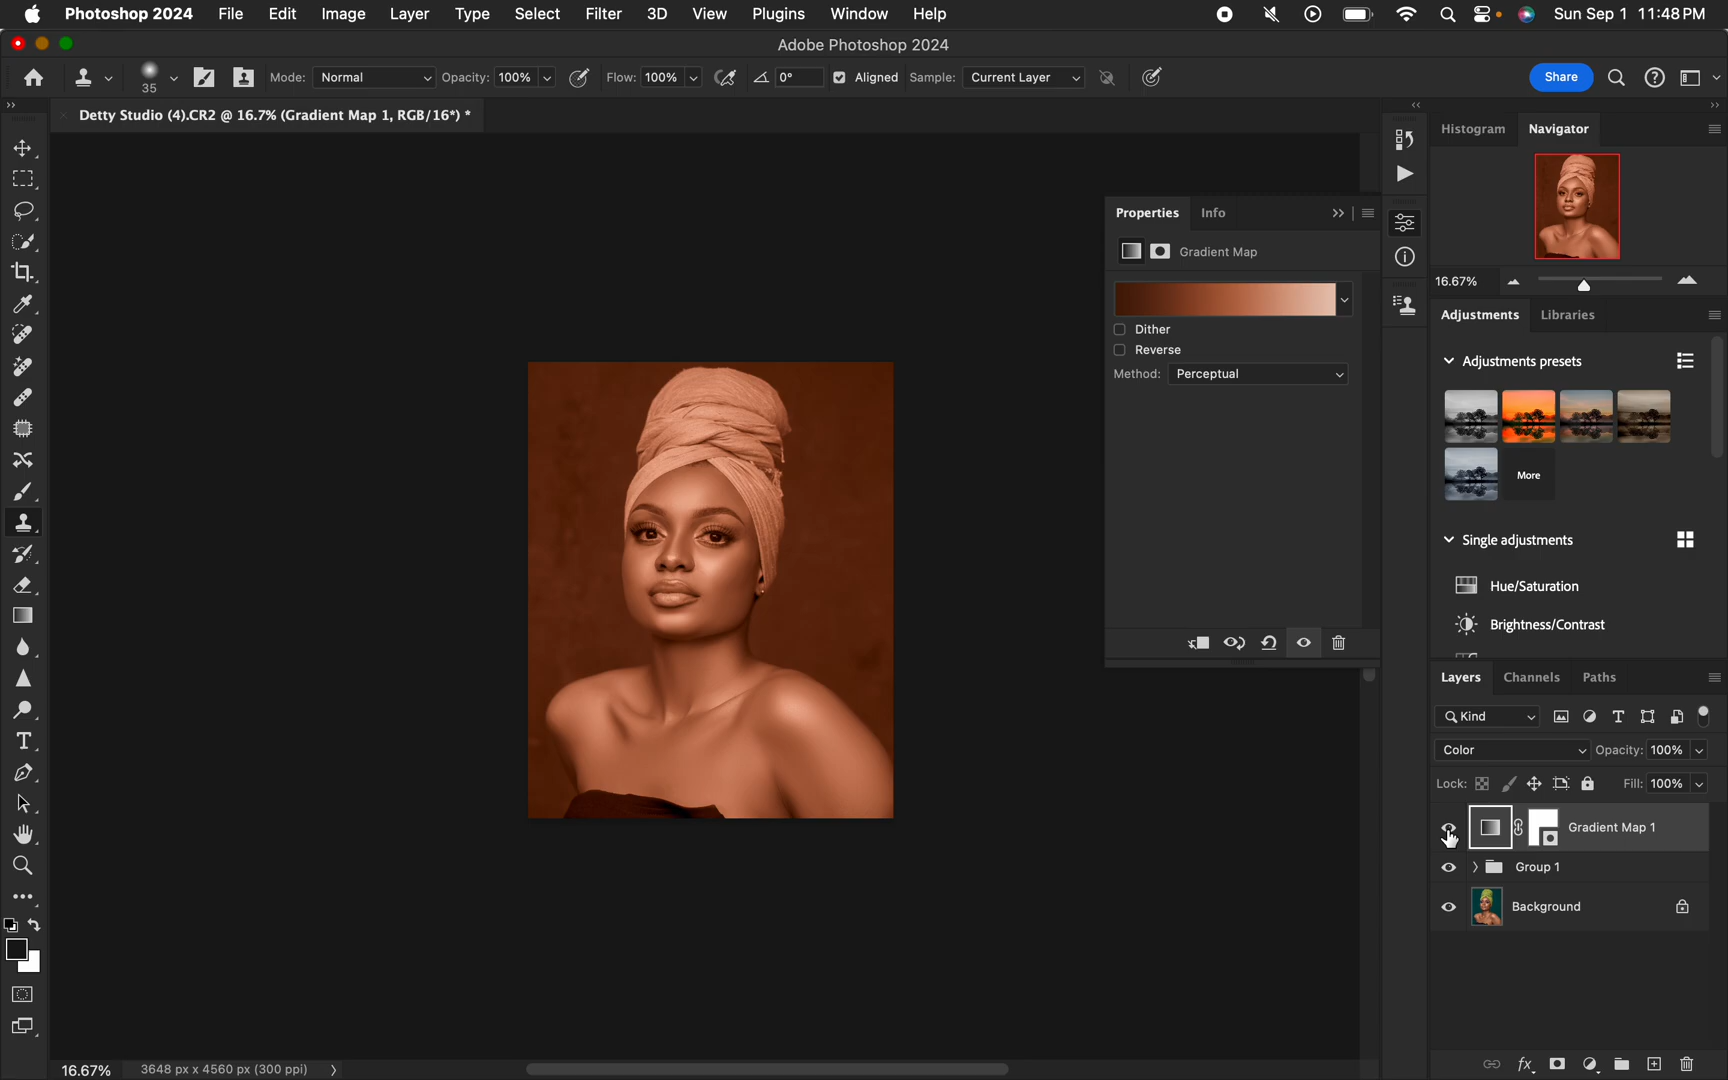 Photoshop 2024 File Edit Image Layer Type Select Filter 3D View Plugins Window Help Sun Sep 1 11:48 PM
Adobe Photoshop 2024
35 Mode: Normal Opacity: 100% Flow: 100% 0° Aligned Sample: Current Layer Share
Detty Studio (4).CR2 @ 16.7% (Gradient Map 1, RGB/16*) *
Histogram Navigator
Properties Info
Gradient Map
16.67%
Adjustments Libraries
Dither
Reverse
Method: Perceptual
Adjustments presets
More
Single adjustments
Hue/Saturation
Brightness/Contrast
Layers Channels Paths
Kind
Color Opacity: 100%
Lock: Fill: 100%
Gradient Map 1
Group 1
Background
16.67% 3648 px x 4560 px (300 ppi)